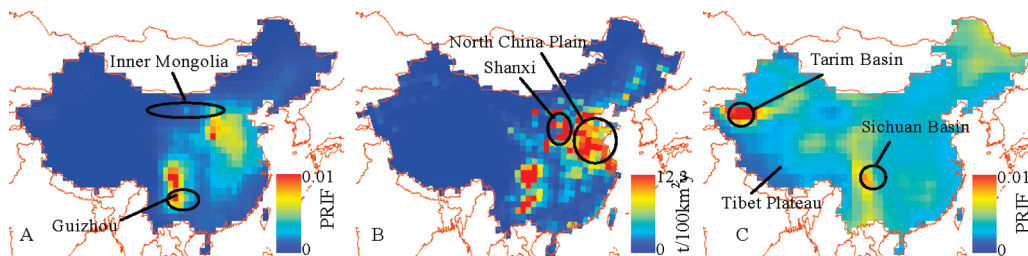 Inner Mongolia
Guizhou
A
0.01
PRIF
0
North China Plain
Shanxi
B
12.3
t/100km²y
0
Tarim Basin
Sichuan Basin
Tibet Plateau
C
0.01
PRIF
0